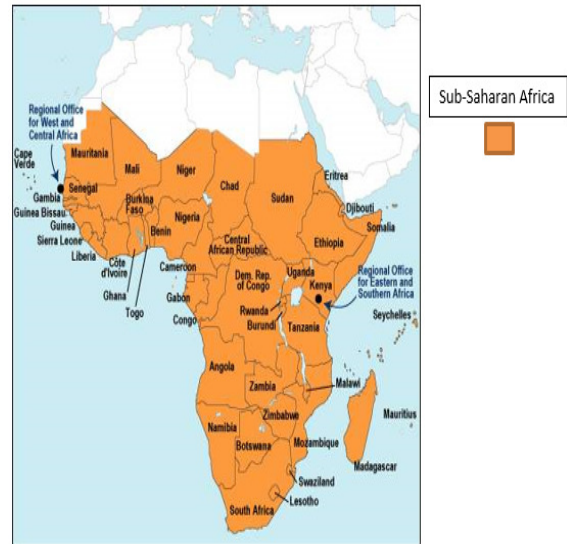 Sub-Saharan Africa
Regional Office
for West and
Central Africa
Cape
Verde
Mauritania
Mali
Niger
Chad
Sudan
Eritrea
Senegal
Gambia
Guinea Bissau
Guinea
Sierra Leone
Liberia
Côte
d'Ivoire
Ghana
Togo
Burkina
Faso
Benin
Nigeria
Cameroon
Central
African Republic
Djibouti
Somalia
Ethiopia
Gabon
Congo
Dem. Rep.
of Congo
Uganda
Kenya
Regional Office
for Eastern and
Southern Africa
Rwanda
Burundi
Tanzania
Seychelles
Angola
Zambia
Malawi
Zimbabwe
Mozambique
Namibia
Botswana
Mauritius
Madagascar
Swaziland
Lesotho
South Africa